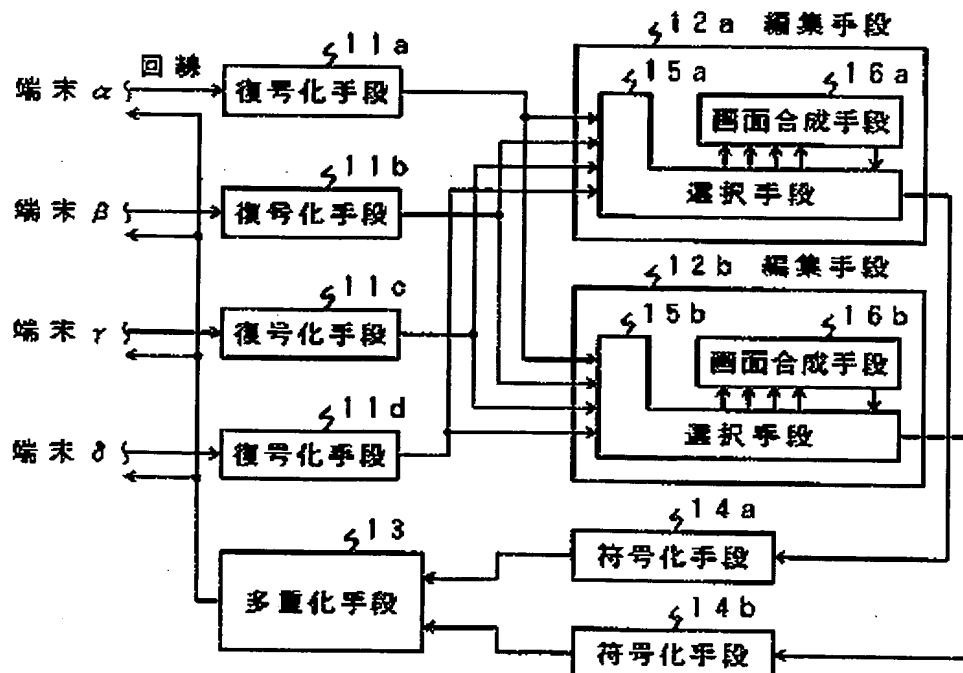 12a 編集手段
11a
回線
15a
16a
端末 α
復号化手段
画面合成手段
11b
選択手段
端末 β
復号化手段
12b 編集手段
11c
15b
16b
端末 γ
復号化手段
画面合成手段
11d
選択手段
端末 δ
復号化手段
14a
13
符号化手段
多重化手段
14b
符号化手段